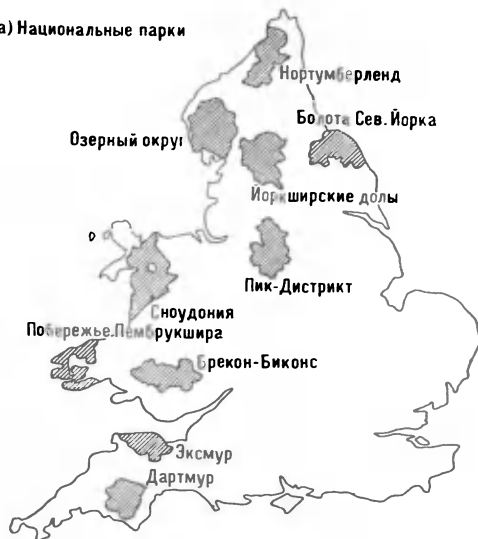 а) Национальные парки
Нортумберленд
Болота Сев. Йорка
Озерный округ
Йоркширские долы
Пик-Дистрикт
Сноудония
Побережье Пембрукшира
Брекон-Биконс
Эксмур
Дартмур